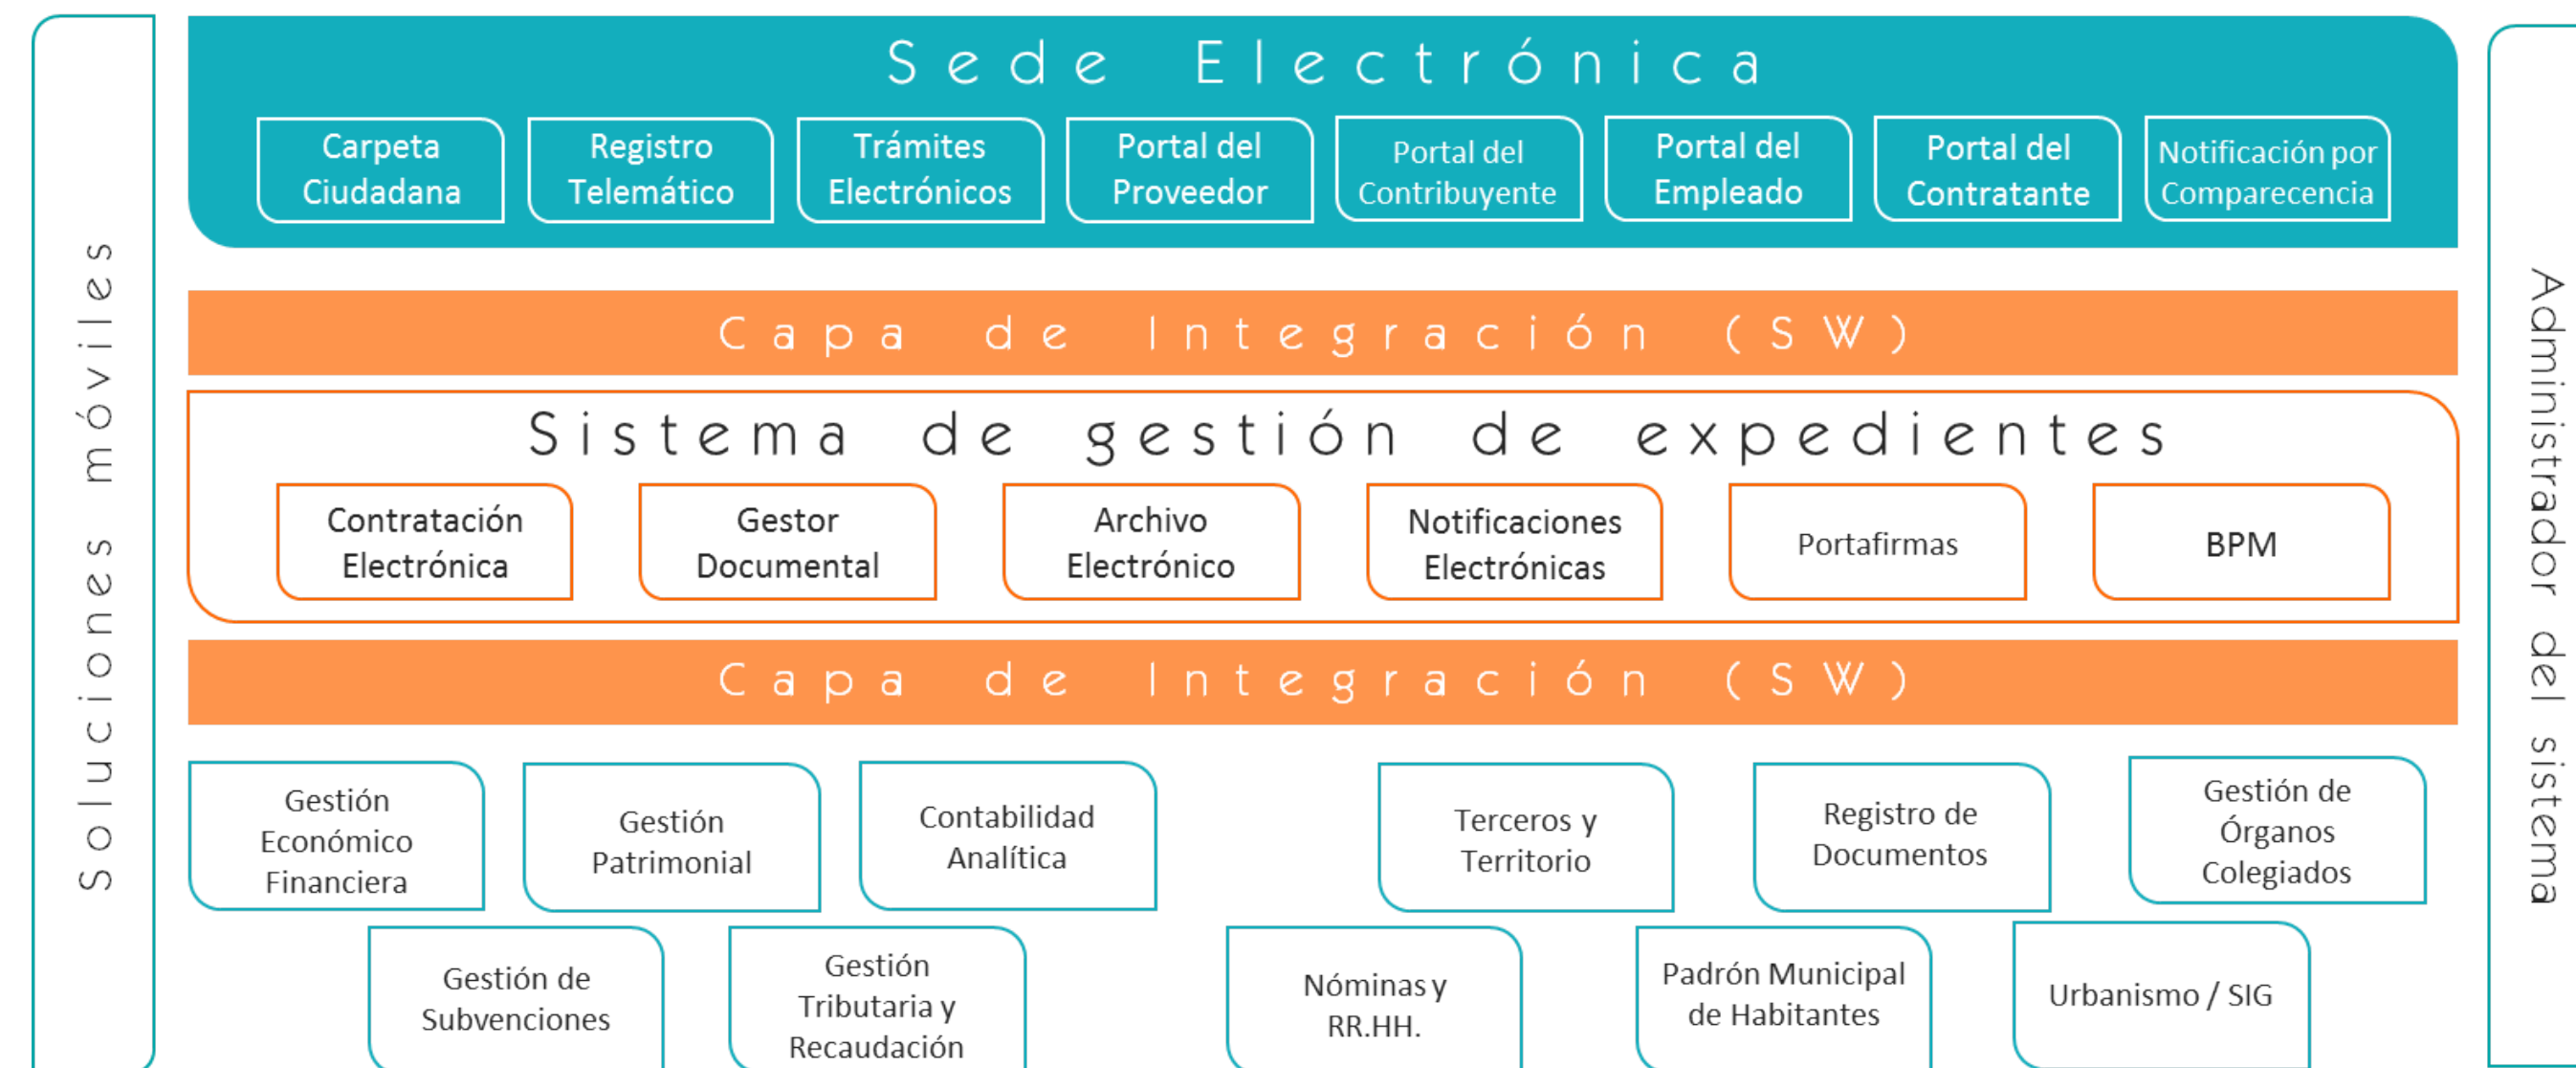 Soluciones móviles
Sede Electrónica
Carpeta
Ciudadana
Registro
Telemático
Trámites
Electrónicos
Portal del
Proveedor
Portal del
Contribuyente
Portal del
Empleado
Portal del
Contratante
Notificación por
Comparecencia
Capa de Integración (SW)
Sistema de gestión de expedientes
Contratación
Electrónica
Gestor
Documental
Archivo
Electrónico
Notificaciones
Electrónicas
Portafirmas
BPM
Capa de Integración (SW)
Gestión
Económico
Financiera
Gestión
Patrimonial
Contabilidad
Analítica
Terceros y
Territorio
Registro de
Documentos
Gestión de
Órganos
Colegiados
Gestión de
Subvenciones
Gestión
Tributaria y
Recaudación
Nóminas y
RR.HH.
Padrón Municipal
de Habitantes
Urbanismo / SIG
Administrador del sistema